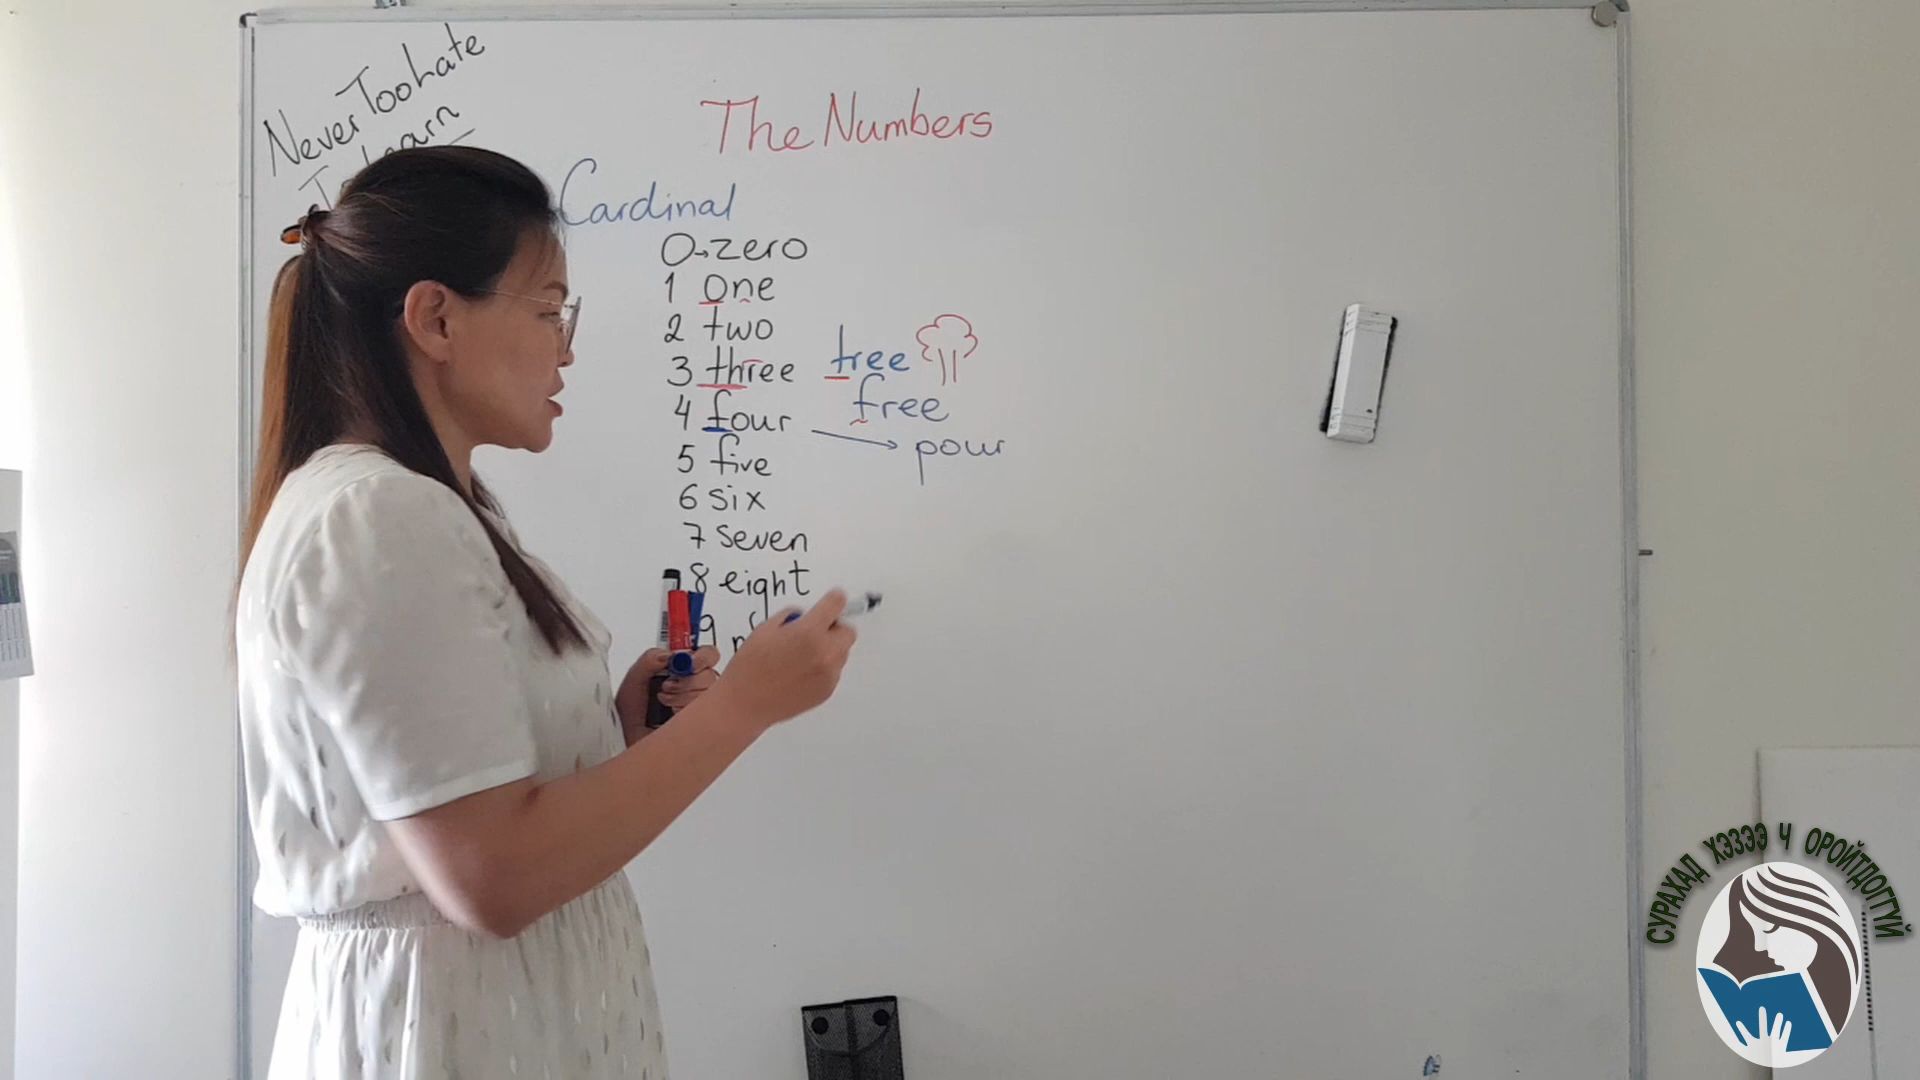 Never Too Late
To Learn
The Numbers
Cardinal
0→zero
1 one
2 two
3 three tree
4 four free
pour
5 five
6 six
7 seven
8 eight
9
СУРАХАД ХЭЗЭЭ Ч ОРОЙТДОГГҮЙ